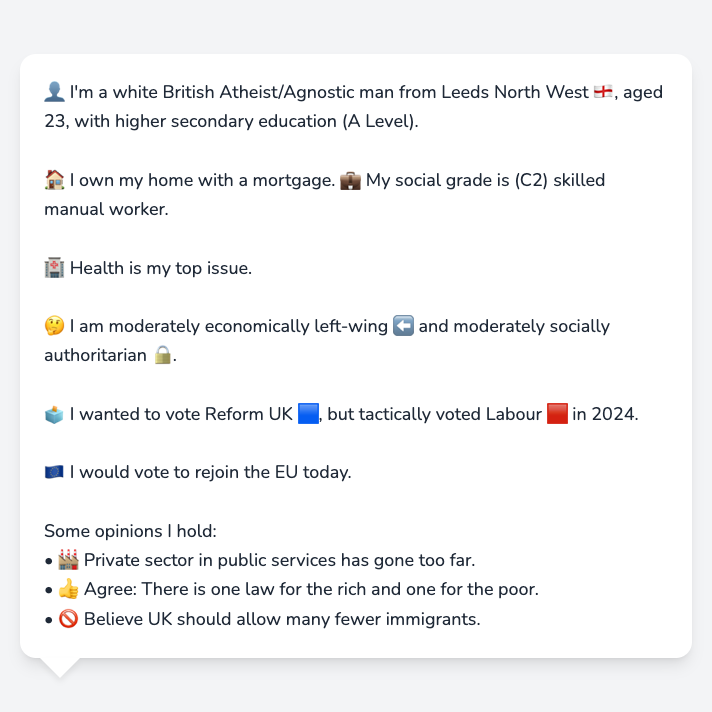 👤 I'm a white British Atheist/Agnostic man from Leeds North West 🏴󠁧󠁢󠁥󠁮󠁧󠁿, aged
23, with higher secondary education (A Level).
🏠 I own my home with a mortgage. 💼 My social grade is (C2) skilled
manual worker.
🏥 Health is my top issue.
🤔 I am moderately economically left-wing ⬅️ and moderately socially
authoritarian 🔒.
🗳️ I wanted to vote Reform UK 🟦, but tactically voted Labour 🟥 in 2024.
🇪🇺 I would vote to rejoin the EU today.
Some opinions I hold:
• 🏭 Private sector in public services has gone too far.
• 👍 Agree: There is one law for the rich and one for the poor.
• 🚫 Believe UK should allow many fewer immigrants.